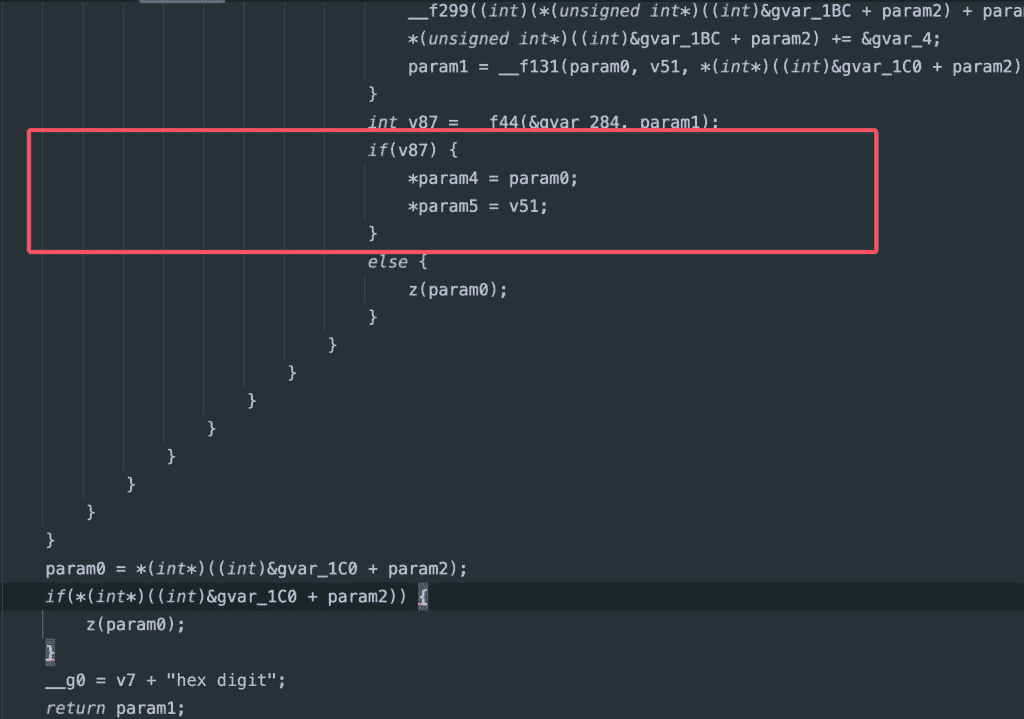 __f299((int)(*(unsigned int*)((int)&gvar_1BC + param2) + para
*(unsigned int*)((int)&gvar_1BC + param2) += &gvar_4;
param1 = __f131(param0, v51, *(int*)((int)&gvar_1C0 + param2)
}
int v87 = __f44(&gvar_284, param1);
if(v87) {
*param4 = param0;
*param5 = v51;
}
else {
z(param0);
}
}
}
}
}
}
}
}
}
param0 = *(int*)((int)&gvar_1C0 + param2);
if(*(int*)((int)&gvar_1C0 + param2)) {
z(param0);
}
__g0 = v7 + "hex digit";
return param1;